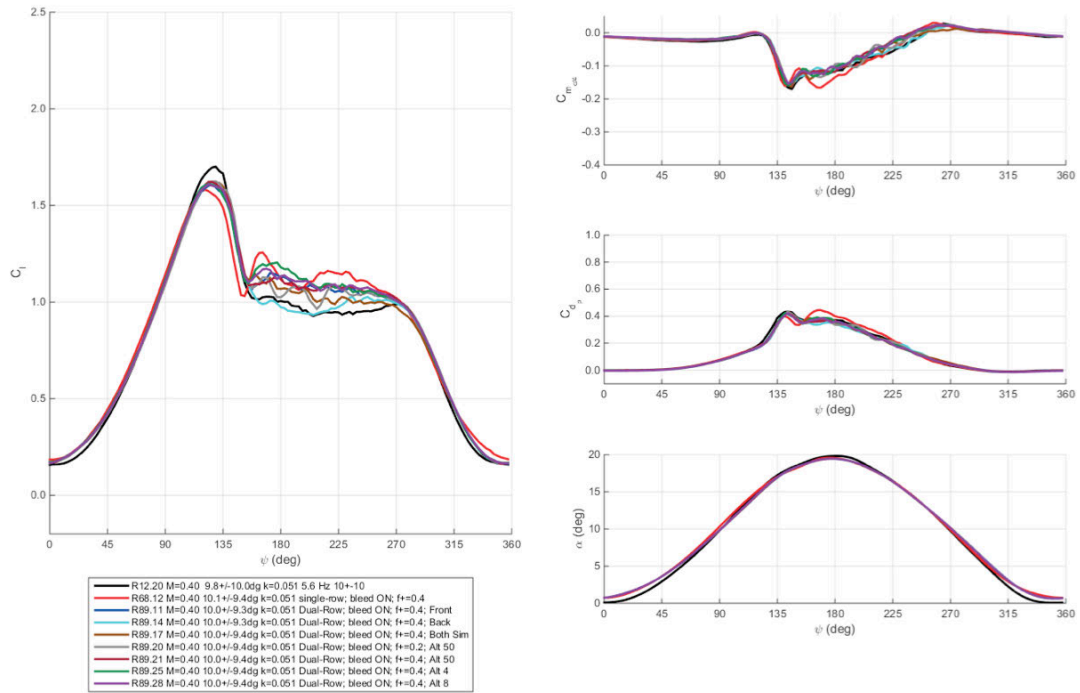 2.5
2.0
1.5
1.0
0.5
0.0
C_l
0 45 90 135 180 225 270 315 360
ψ (deg)
R12.20 M=0.40 9.8+/-10.0dg k=0.051 5.6 Hz 10+-10
R68.12 M=0.40 10.1+/-9.4dg k=0.051 single-row; bleed ON; f+=0.4
R89.11 M=0.40 10.0+/-9.3dg k=0.051 Dual-Row; bleed ON; f+=0.4; Front
R89.14 M=0.40 10.0+/-9.3dg k=0.051 Dual-Row; bleed ON; f+=0.4; Back
R89.17 M=0.40 10.0+/-9.4dg k=0.051 Dual-Row; bleed ON; f+=0.4; Both Sim
R89.20 M=0.40 10.0+/-9.4dg k=0.051 Dual-Row; bleed ON; f+=0.2; Alt 50
R89.21 M=0.40 10.0+/-9.4dg k=0.051 Dual-Row; bleed ON; f+=0.4; Alt 50
R89.25 M=0.40 10.0+/-9.4dg k=0.051 Dual-Row; bleed ON; f+=0.4; Alt 4
R89.28 M=0.40 10.0+/-9.4dg k=0.051 Dual-Row; bleed ON; f+=0.4; Alt 8
0.0
-0.1
-0.2
-0.3
-0.4
0 45 90 135 180 225 270 315 360
ψ (deg)
1.0
0.8
0.6
0.4
0.2
0.0
C_dp
0 45 90 135 180 225 270 315 360
ψ (deg)
20
15
10
5
0
α (deg)
0 45 90 135 180 225 270 315 360
ψ (deg)